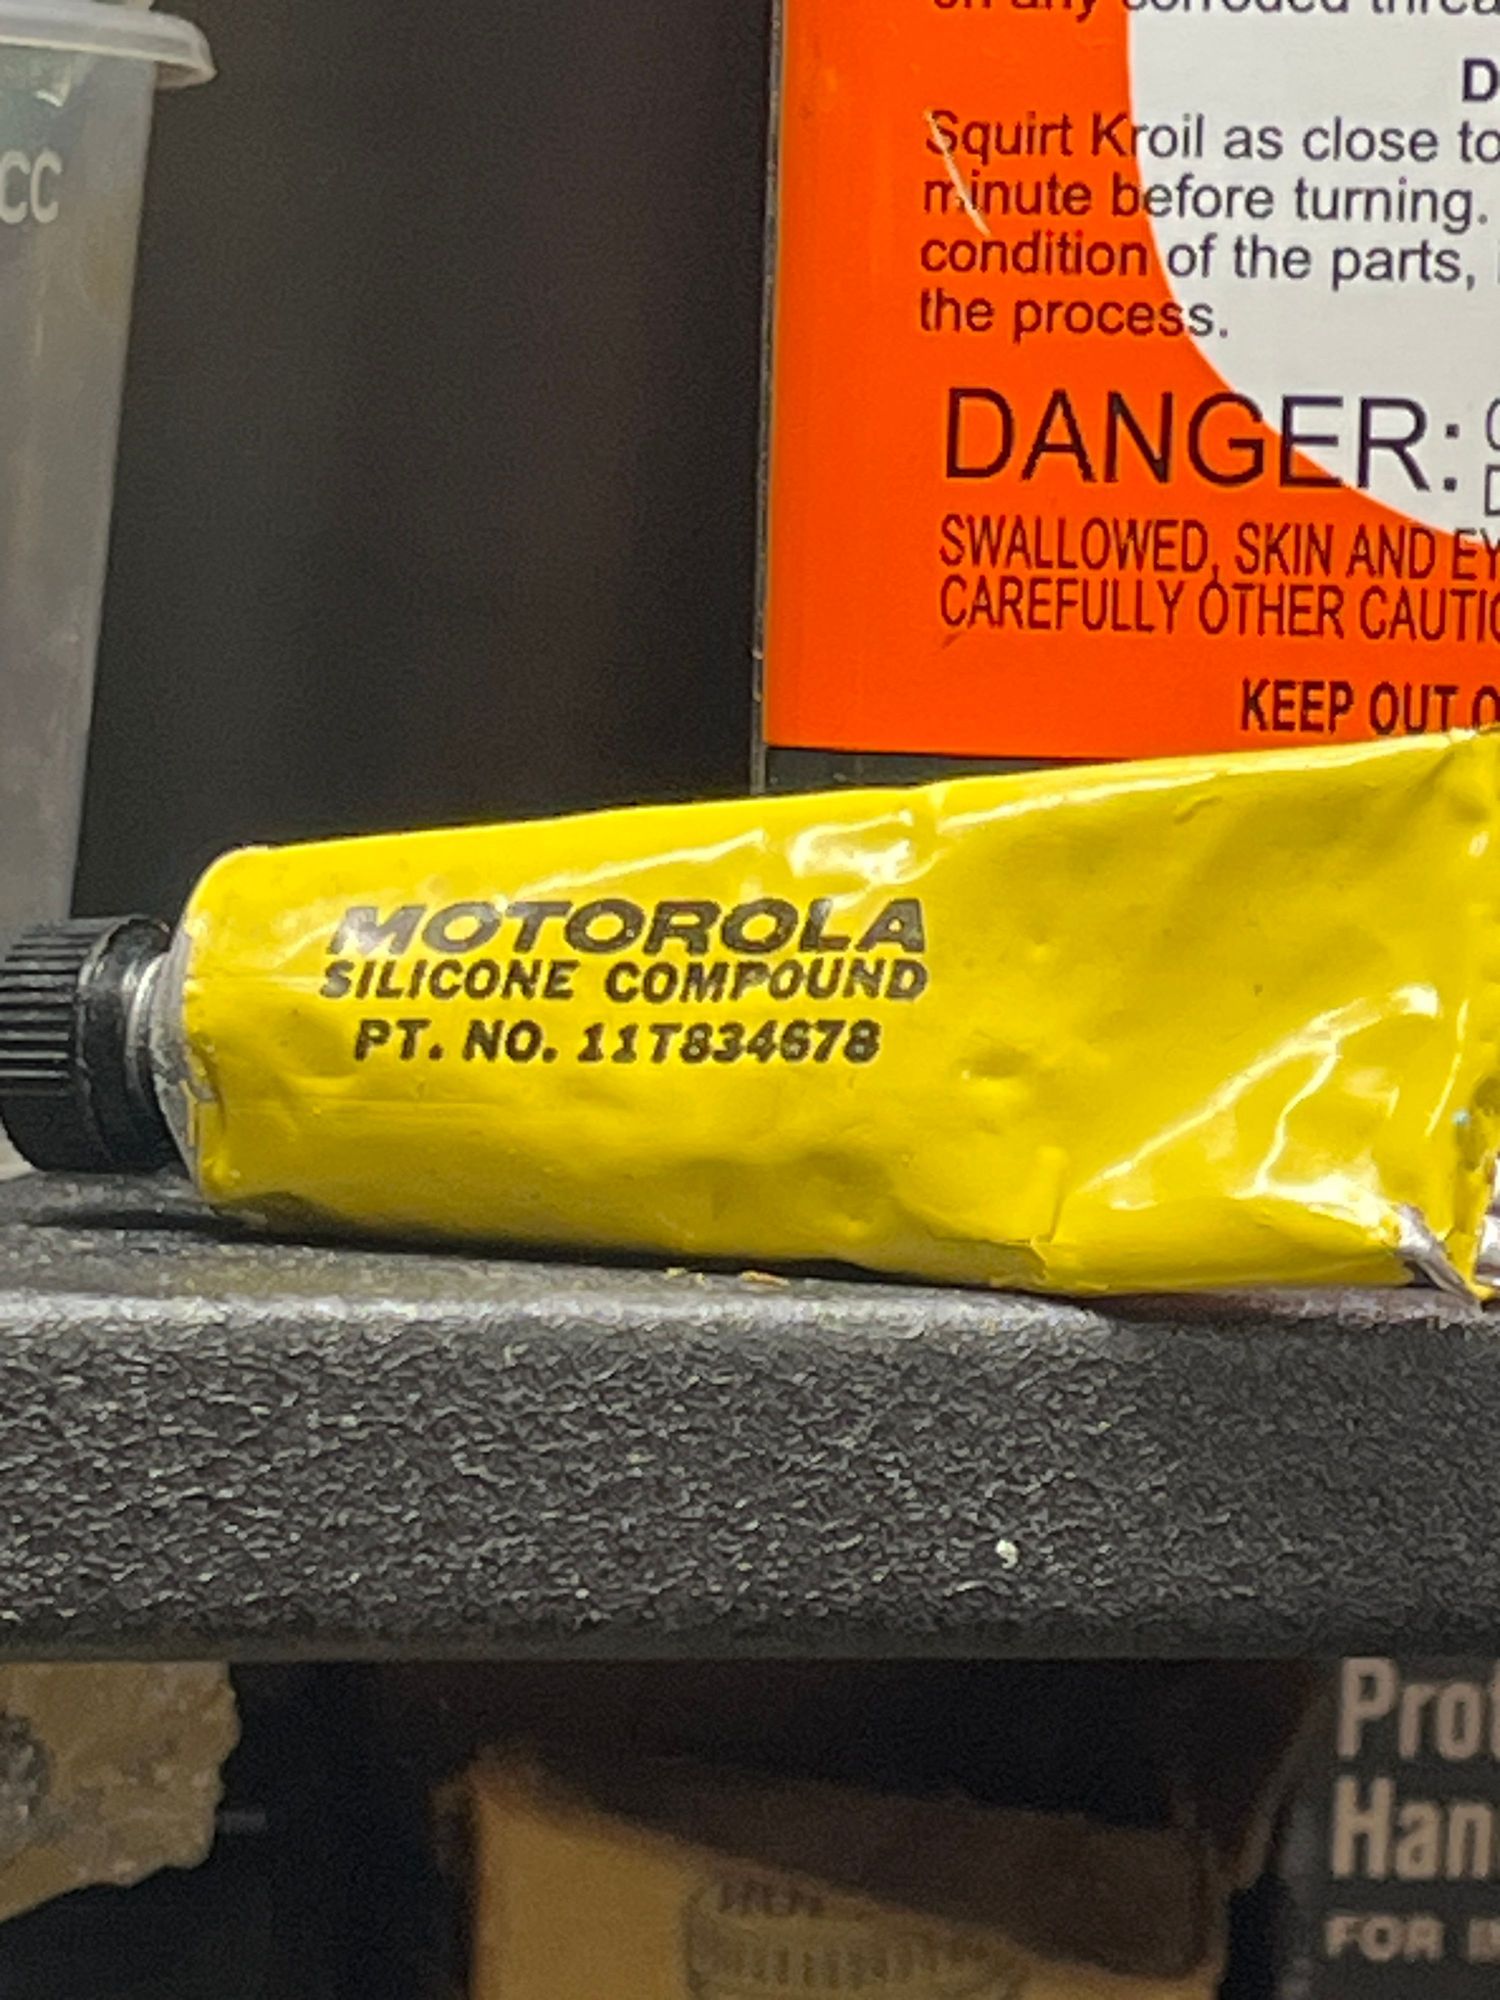 CC
Squirt Kroil as close to
minute before turning.
condition of the parts,
the process.
DANGER:
SWALLOWED, SKIN AND
CAREFULLY OTHER
KEEP OUT
MOTOROLA
SILICONE COMPOUND
PT. NO. 11T834678
FOR